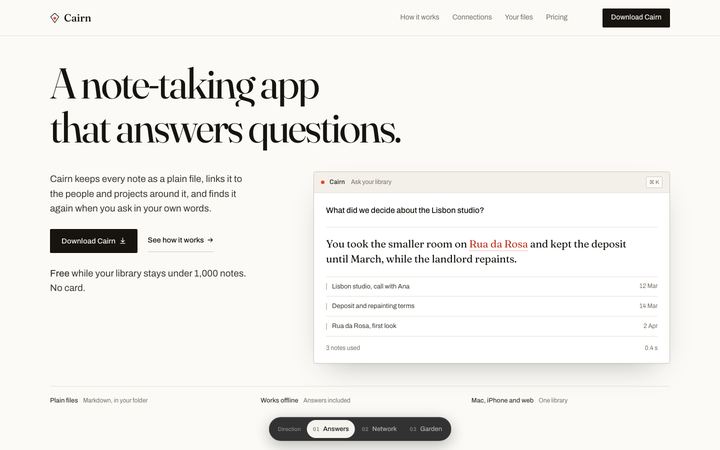 Cairn
How it works Connections Your files Pricing Download Cairn
A note-taking app
that answers questions.
Cairn keeps every note as a plain file, links it to
the people and projects around it, and finds it
again when you ask in your own words.
Download Cairn See how it works →
Free while your library stays under 1,000 notes.
No card.
Cairn Ask your library ⌘ K
What did we decide about the Lisbon studio?
You took the smaller room on Rua da Rosa and kept the deposit
until March, while the landlord repaints.
Lisbon studio, call with Ana 12 Mar
Deposit and repainting terms 14 Mar
Rua da Rosa, first look 2 Apr
3 notes used 0.4 s
Plain files Markdown, in your folder Works offline Answers included Mac, iPhone and web One library
Direction 01 Answers 02 Network 03 Garden